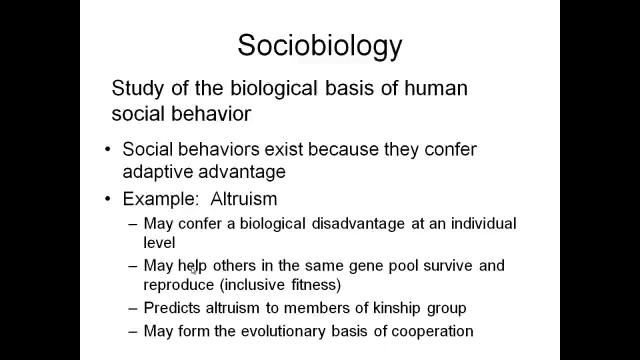 Sociobiology
Study of the biological basis of human
social behavior
• Social behaviors exist because they confer
adaptive advantage
• Example: Altruism
– May confer a biological disadvantage at an individual
level
– May help others in the same gene pool survive and
reproduce (inclusive fitness)
– Predicts altruism to members of kinship group
– May form the evolutionary basis of cooperation